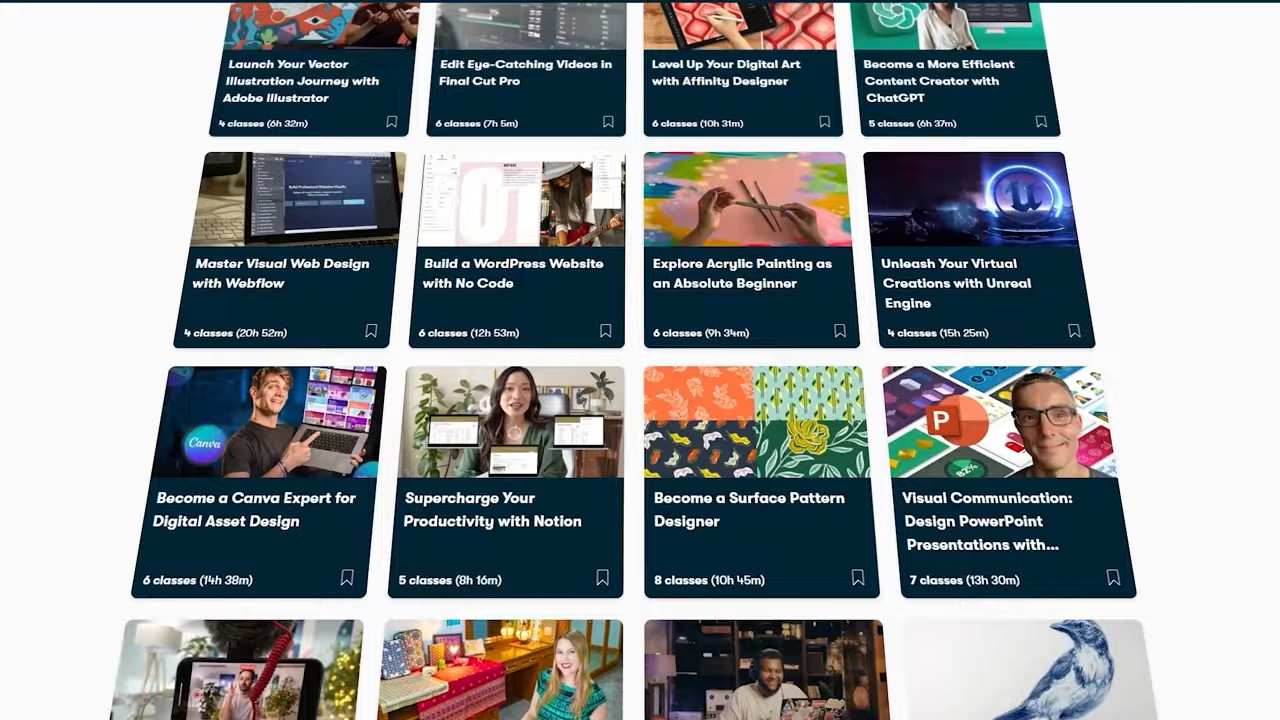 Launch Your Vector
Illustration Journey with
Adobe Illustrator
4 classes (6h 32m)
Edit Eye-Catching Videos in
Final Cut Pro
6 classes (7h 5m)
Level Up Your Digital Art
with Affinity Designer
6 classes (10h 31m)
Become a More Efficient
Content Creator with
ChatGPT
5 classes (6h 37m)
Master Visual Web Design
with Webflow
4 classes (20h 52m)
01
Build a WordPress Website
with No Code
6 classes (12h 53m)
Explore Acrylic Painting as
an Absolute Beginner
6 classes (9h 34m)
Unleash Your Virtual
Creations with Unreal
Engine
4 classes (15h 25m)
Canva
Become a Canva Expert for
Digital Asset Design
6 classes (14h 38m)
Supercharge Your
Productivity with Notion
5 classes (8h 16m)
Become a Surface Pattern
Designer
8 classes (10h 45m)
P
82%
Visual Communication:
Design PowerPoint
Presentations with...
7 classes (13h 30m)